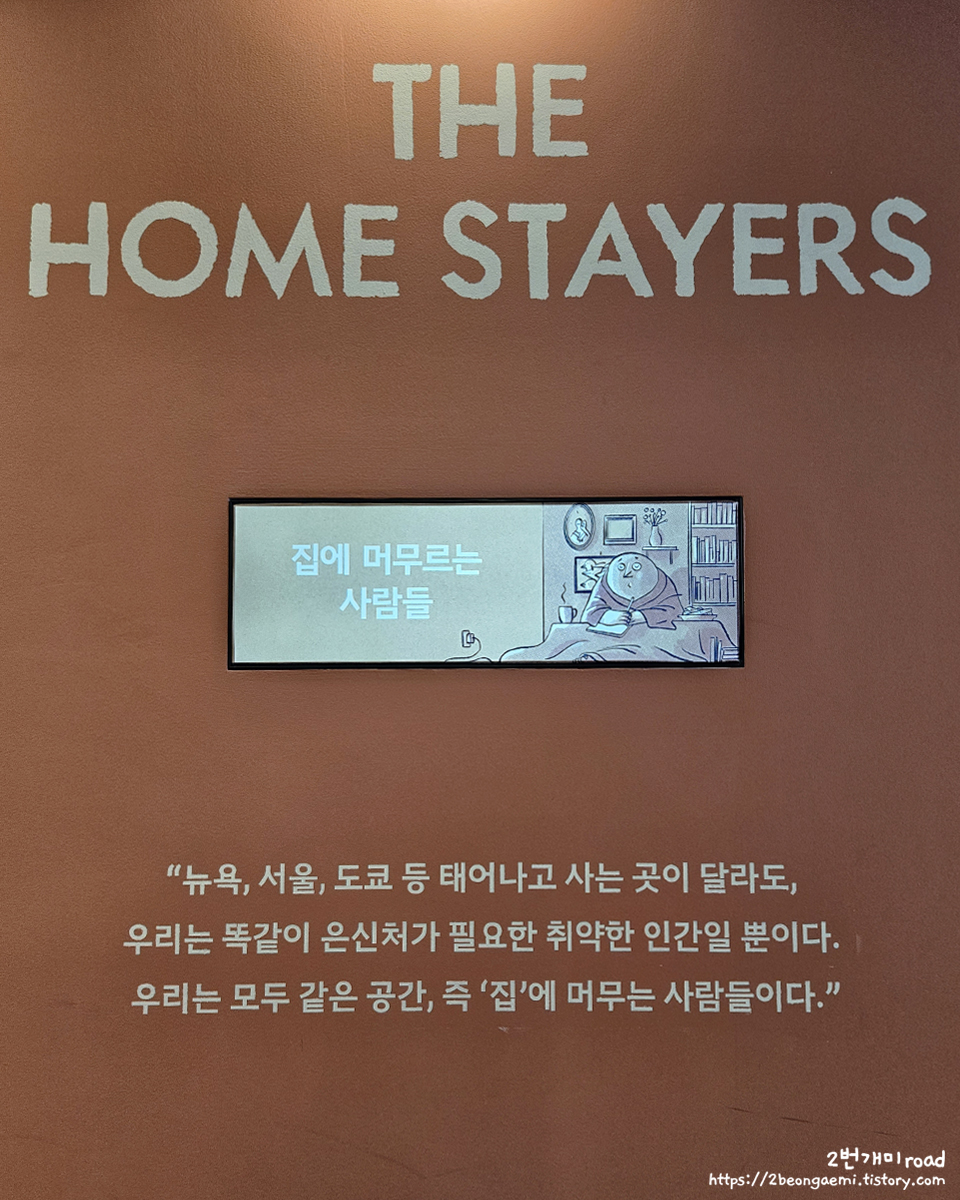 THE
HOME STAYERS
집에 머무르는
사람들
“뉴욕, 서울, 도쿄 등 태어나고 사는 곳이 달라도,
우리는 똑같이 은신처가 필요한 취약한 인간일 뿐이다.
우리는 모두 같은 공간, 즉 ‘집’에 머무는 사람들이다.”
2번개미road
https://2beongaemi.tistory.com